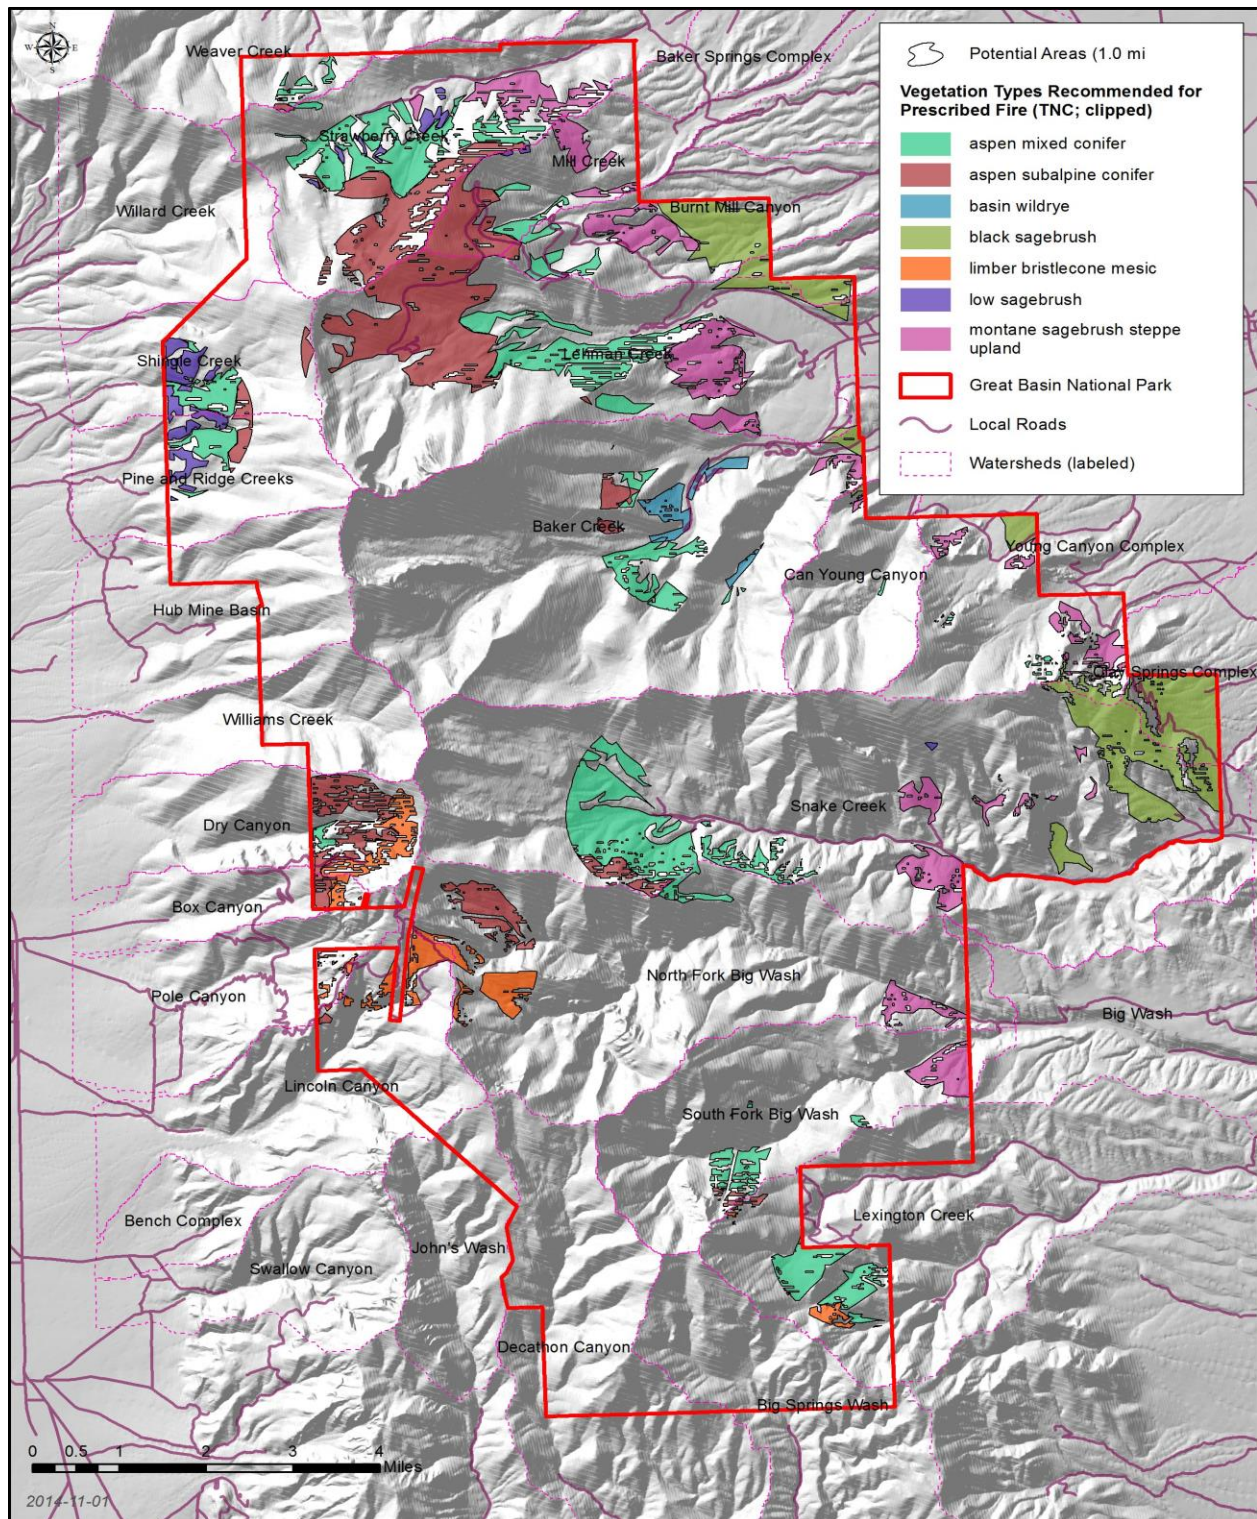 N
W E
S
Weaver Creek
Baker Springs Complex
Strawberry Creek
Mill Creek
Willard Creek
Burnt Mill Canyon
Shingle Creek
Lehman Creek
Pine and Ridge Creeks
Baker Creek
Can Young Canyon
Young Canyon Complex
Hub Mine Basin
Clay Springs Complex
Williams Creek
Snake Creek
Dry Canyon
Box Canyon
North Fork Big Wash
Pole Canyon
Big Wash
Lincoln Canyon
South Fork Big Wash
Bench Complex
Lexington Creek
John's Wash
Swallow Canyon
Decathon Canyon
Big Springs Wash
Potential Areas (1.0 mi
Vegetation Types Recommended for
Prescribed Fire (TNC; clipped)
aspen mixed conifer
aspen subalpine conifer
basin wildrye
black sagebrush
limber bristlecone mesic
low sagebrush
montane sagebrush steppe
upland
Great Basin National Park
Local Roads
Watersheds (labeled)
0 0.5 1 2 3 4
Miles
2014-11-01